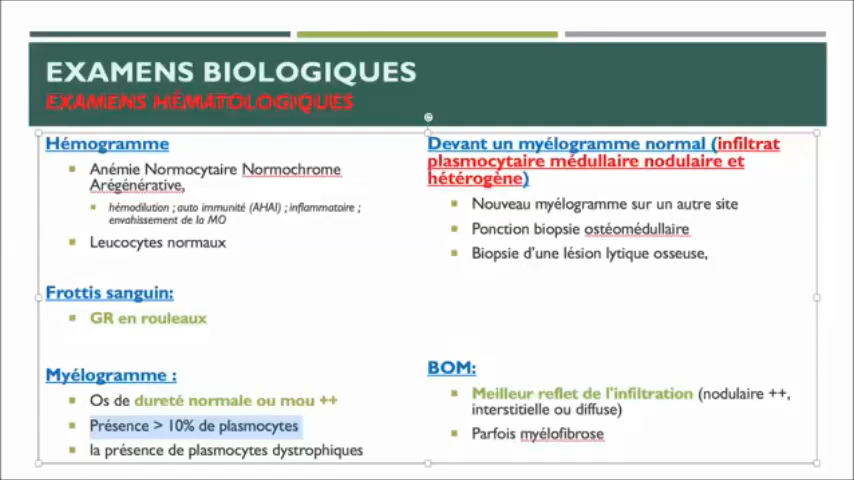 EXAMENS BIOLOGIQUES
EXAMENS HÉMATOLOGIQUES
Hémogramme
Anémie Normocytaire Normochrome
Arégénérative,
hémodilution ; auto immunité (AHAI) ; inflammatoire ;
envahissement de la MO
Leucocytes normaux
Frottis sanguin:
GR en rouleaux
Myélogramme :
Os de dureté normale ou mou ++
Présence > 10% de plasmocytes
la présence de plasmocytes dystrophiques
Devant un myélogramme normal (infiltrat
plasmocytaire médullaire nodulaire et
hétérogène)
Nouveau myélogramme sur un autre site
Ponction biopsie ostéomédullaire
Biopsie d'une lésion lytique osseuse,
BOM:
Meilleur reflet de l'infiltration (nodulaire ++,
interstitielle ou diffuse)
Parfois myélofibrose